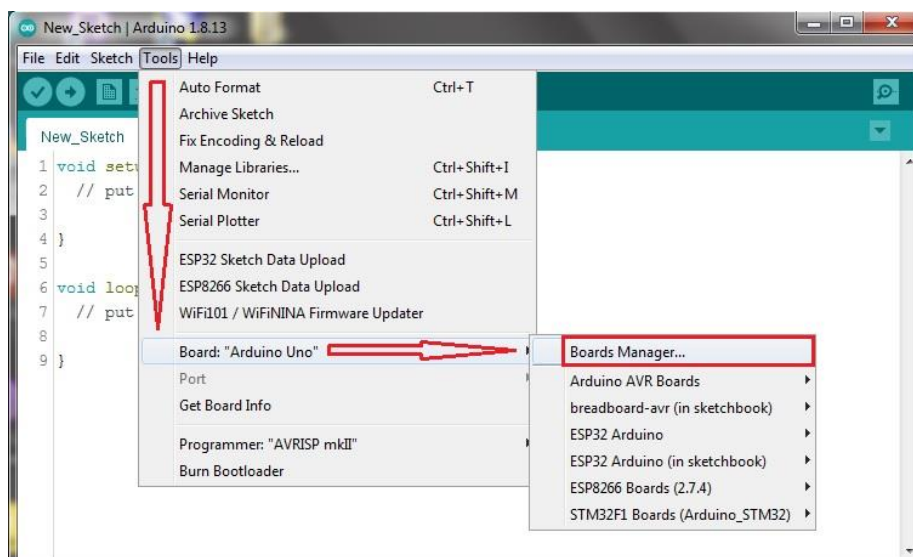 New_Sketch | Arduino 1.8.13
File Edit Sketch Tools Help
New_Sketch
Auto Format Ctrl+T
Archive Sketch
Fix Encoding & Reload
Manage Libraries... Ctrl+Shift+I
Serial Monitor Ctrl+Shift+M
Serial Plotter Ctrl+Shift+L
ESP32 Sketch Data Upload
ESP8266 Sketch Data Upload
WiFi101 / WiFiNINA Firmware Updater
Board: "Arduino Uno"
Port
Get Board Info
Programmer: "AVRISP mkII"
Burn Bootloader
Boards Manager...
Arduino AVR Boards
breadboard-avr (in sketchbook)
ESP32 Arduino
ESP32 Arduino (in sketchbook)
ESP8266 Boards (2.7.4)
STM32F1 Boards (Arduino_STM32)
1 void setu
2 // put
3
4 }
5
6 void loop
7 // put
8
9 }